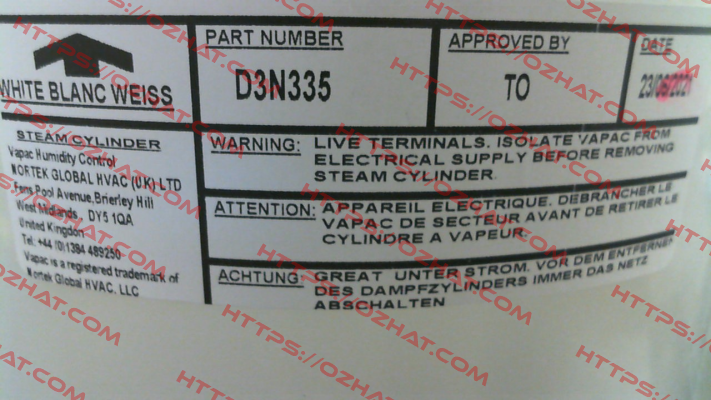 WHITE BLANC WEISS
PART NUMBER
D3N335
APPROVED BY
TO
DATE
STEAM CYLINDER
Vapac Humidity Control
NORTEK GLOBAL HVAC (UK) LTD
Fens Pool Avenue, Brierley Hill
West Midlands, DY5 1QA
United Kingdon
Tel: +44 (0)1384 489250
Vapac is a registered trademark of
Nortek Global HVAC, LLC
WARNING: LIVE TERMINALS. ISOLATE VAPAC FROM
ELECTRICAL SUPPLY BEFORE REMOVING
STEAM CYLINDER.
ATTENTION: APPAREIL ELECTRIQUE. DEBRANCHER LE
VAPAC DE SECTEUR AVANT DE RETIRER LE
CYLINDRE A VAPEUR.
ACHTUNG: GREAT UNTER STROM. VOR DEM ENTFERNEN
DES DAMPFZYLINDERS IMMER DAS NETZ
ABSCHALTEN
HTTPS://OZHAT.COM